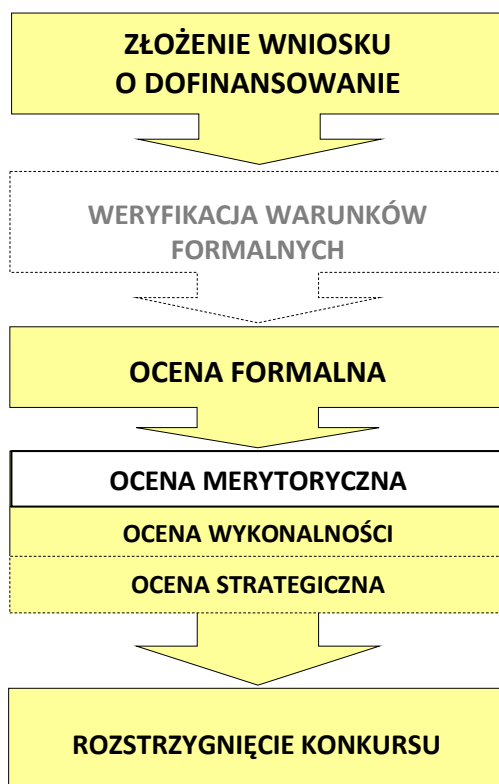 ZŁOŻENIE WNIOSKU
O DOFINANSOWANIE
WERYFIKACJA WARUNKÓW
FORMALNYCH
OCENA FORMALNA
OCENA MERYTORYCZNA
OCENA WYKONALNOŚCI
OCENA STRATEGICZNA
ROZSTRZYGNIĘCIE KONKURSU